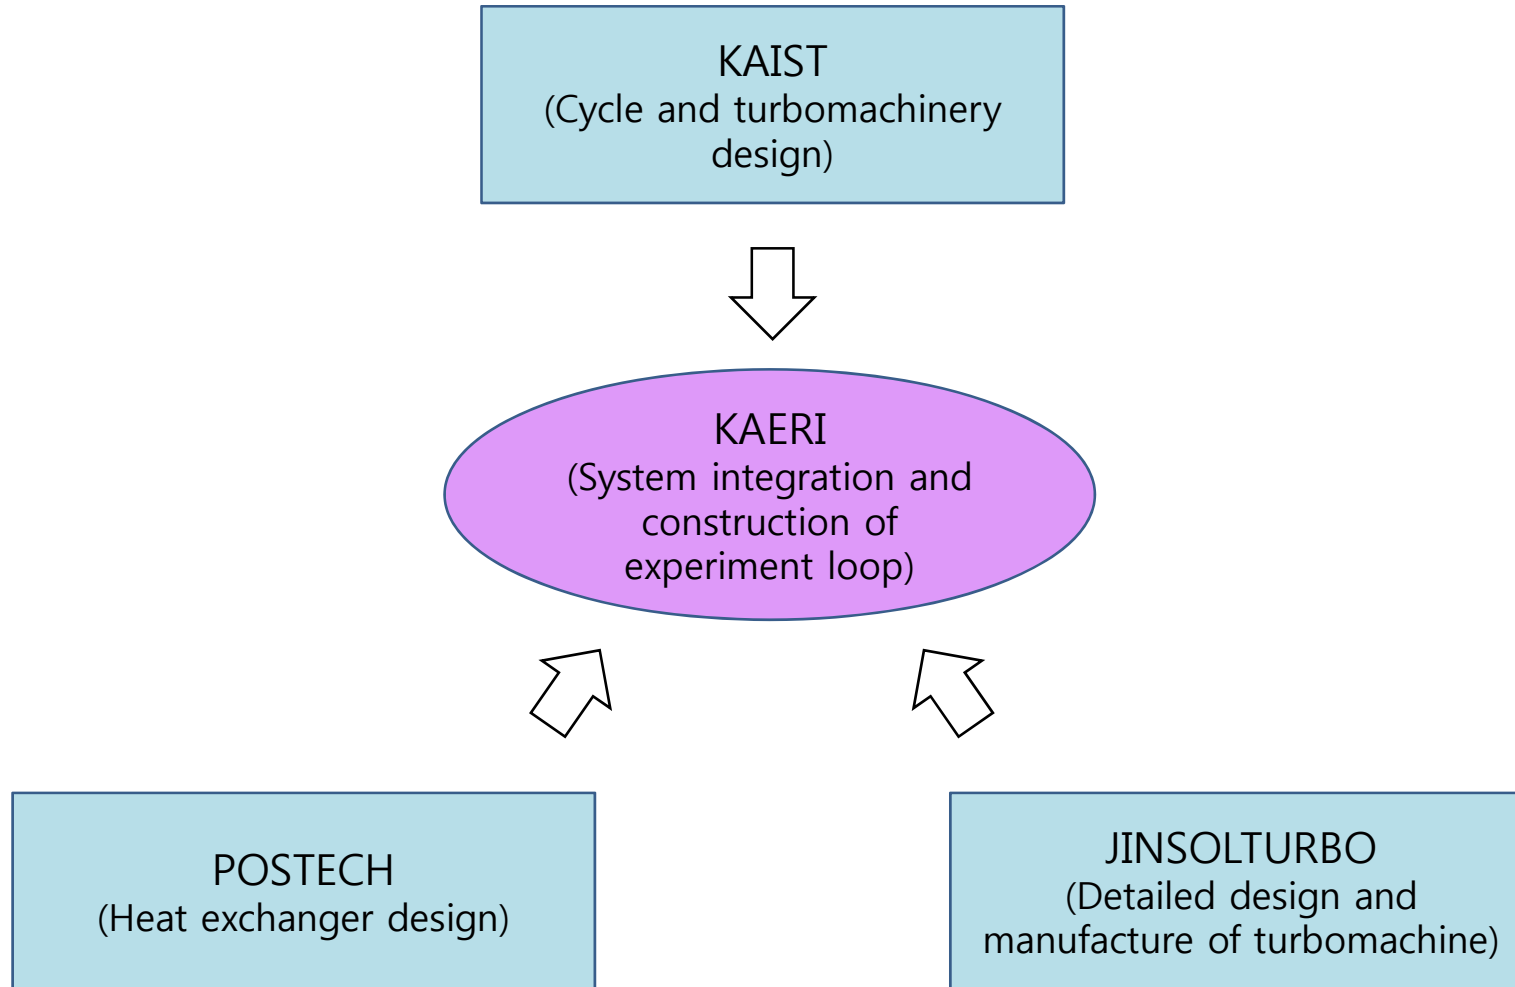 KAIST
(Cycle and turbomachinery
design)
KAERI
(System integration and
construction of
experiment loop)
POSTECH
(Heat exchanger design)
JINSOLTURBO
(Detailed design and
manufacture of turbomachine)